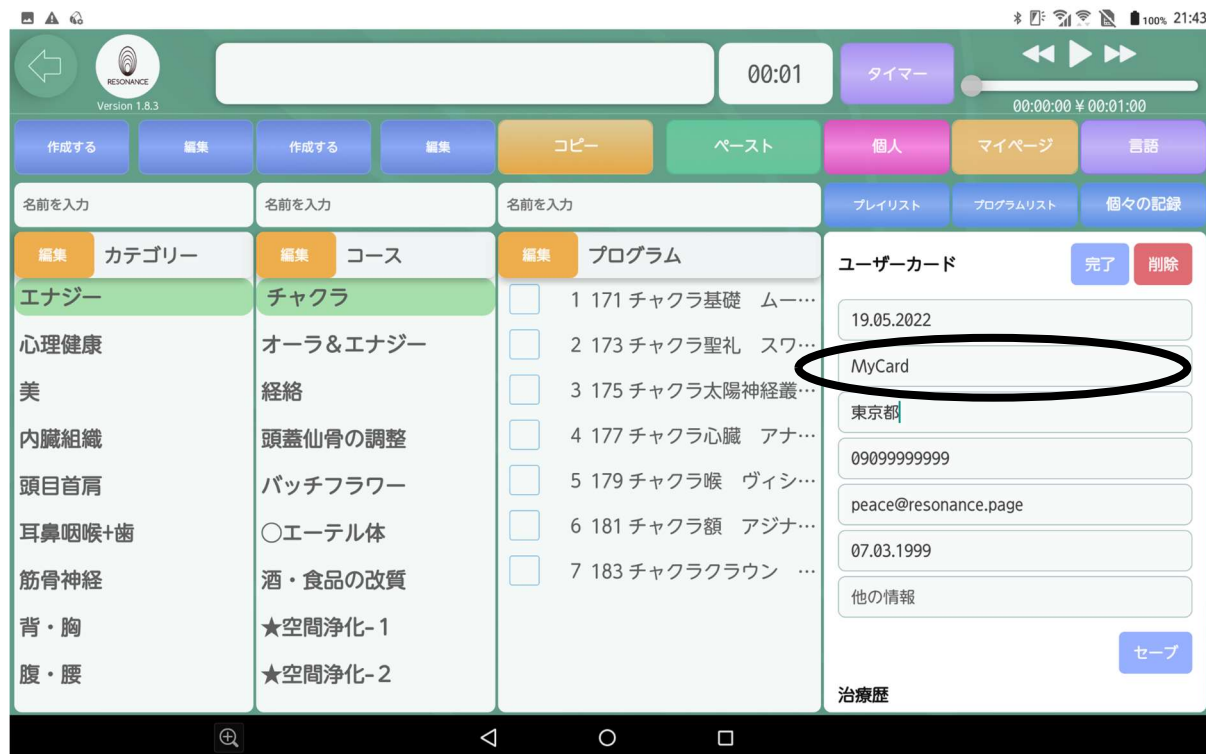 100% 21:43
RESONANCE
Version 1.8.3
00:01
タイマー
00:00:00 ¥ 00:01:00
作成する 編集 作成する 編集 コピー ペースト 個人 マイページ 言語
名前を入力 名前を入力 名前を入力 プレイリスト プログラムリスト 個々の記録
編集 カテゴリー
エナジー
心理健康
美
内臓組織
頭目首肩
耳鼻咽喉+歯
筋骨神経
背・胸
腹・腰
編集 コース
チャクラ
オーラ&エナジー
経絡
頭蓋仙骨の調整
バッチフラワー
○エーテル体
酒・食品の改質
★空間浄化-1
★空間浄化-2
編集 プログラム
1 171 チャクラ基礎 ムー…
2 173 チャクラ聖礼 スワ…
3 175 チャクラ太陽神経叢…
4 177 チャクラ心臓 アナ…
5 179 チャクラ喉 ヴィシ…
6 181 チャクラ額 アジナ…
7 183 チャクラクラウン …
ユーザーカード 完了 削除
19.05.2022
MyCard
東京都
09099999999
peace@resonance.page
07.03.1999
他の情報
セーブ
治療歴